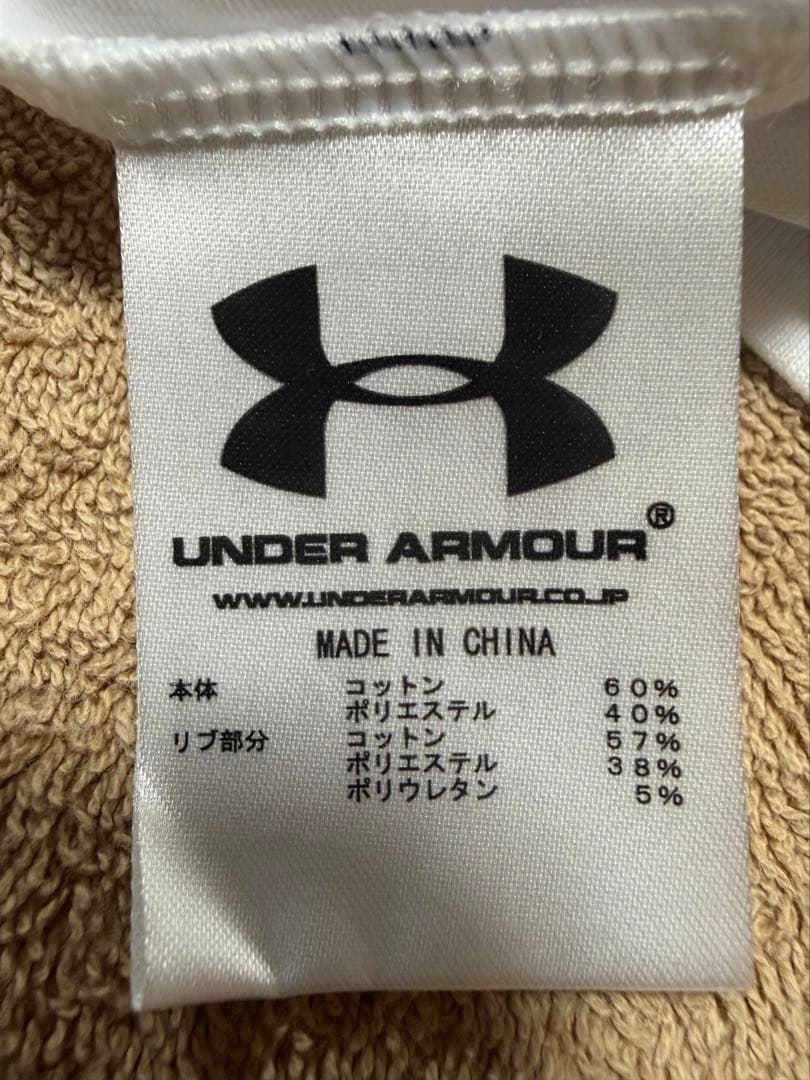 UNDER ARMOUR®
WWW.UNDERARMOUR.CO.JP
MADE IN CHINA
本体 コットン 60%
ポリエステル 40%
リブ部分 コットン 57%
ポリエステル 38%
ポリウレタン 5%